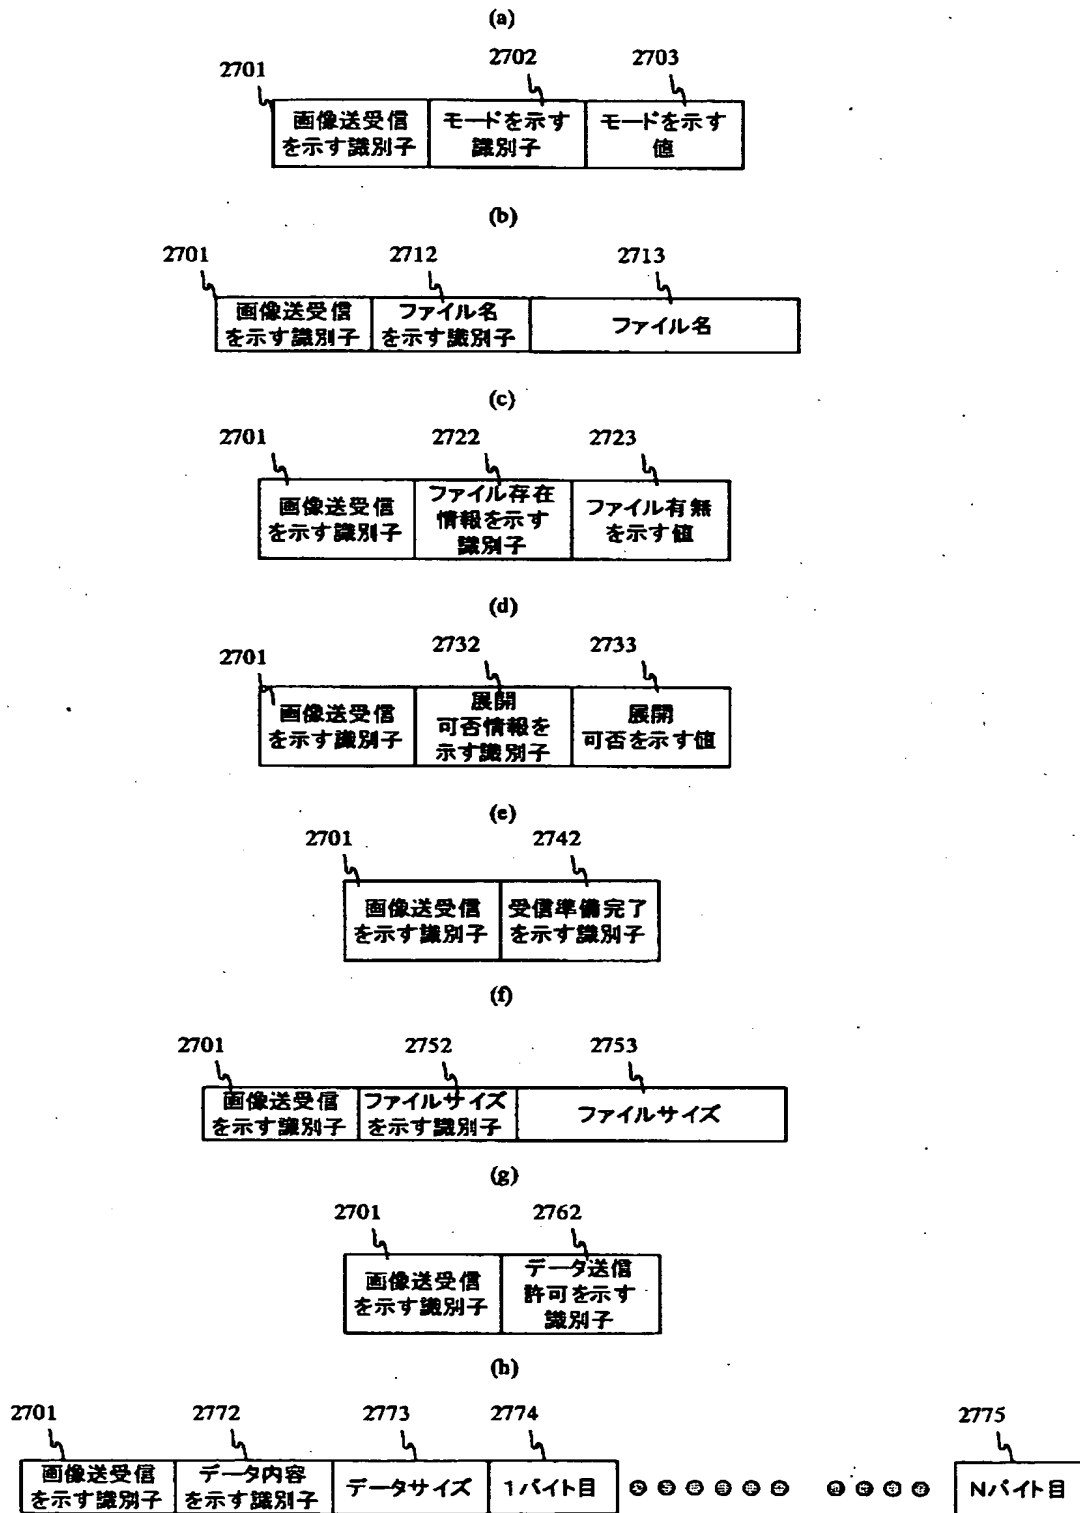 (a)
2701 2702 2703
画像送受信 モードを示す モードを示す
を示す識別子 識別子 値
(b)
2701 2712 2713
画像送受信 ファイル名 ファイル名
を示す識別子 を示す識別子
(c)
2701 2722 2723
画像送受信 ファイル存在 ファイル有無
を示す識別子 情報を示す を示す値
識別子
(d)
2701 2732 2733
画像送受信 展開 展開
を示す識別子 可否情報を 可否を示す値
示す識別子
(e)
2701 2742
画像送受信 受信準備完了
を示す識別子 を示す識別子
(f)
2701 2752 2753
画像送受信 ファイルサイズ ファイルサイズ
を示す識別子 を示す識別子
(g)
2701 2762
画像送受信 データ送信
を示す識別子 許可を示す
識別子
(h)
2701 2772 2773 2774 2775
画像送受信 データ内容 データサイズ 1バイト目 Nバイト目
を示す識別子 を示す識別子